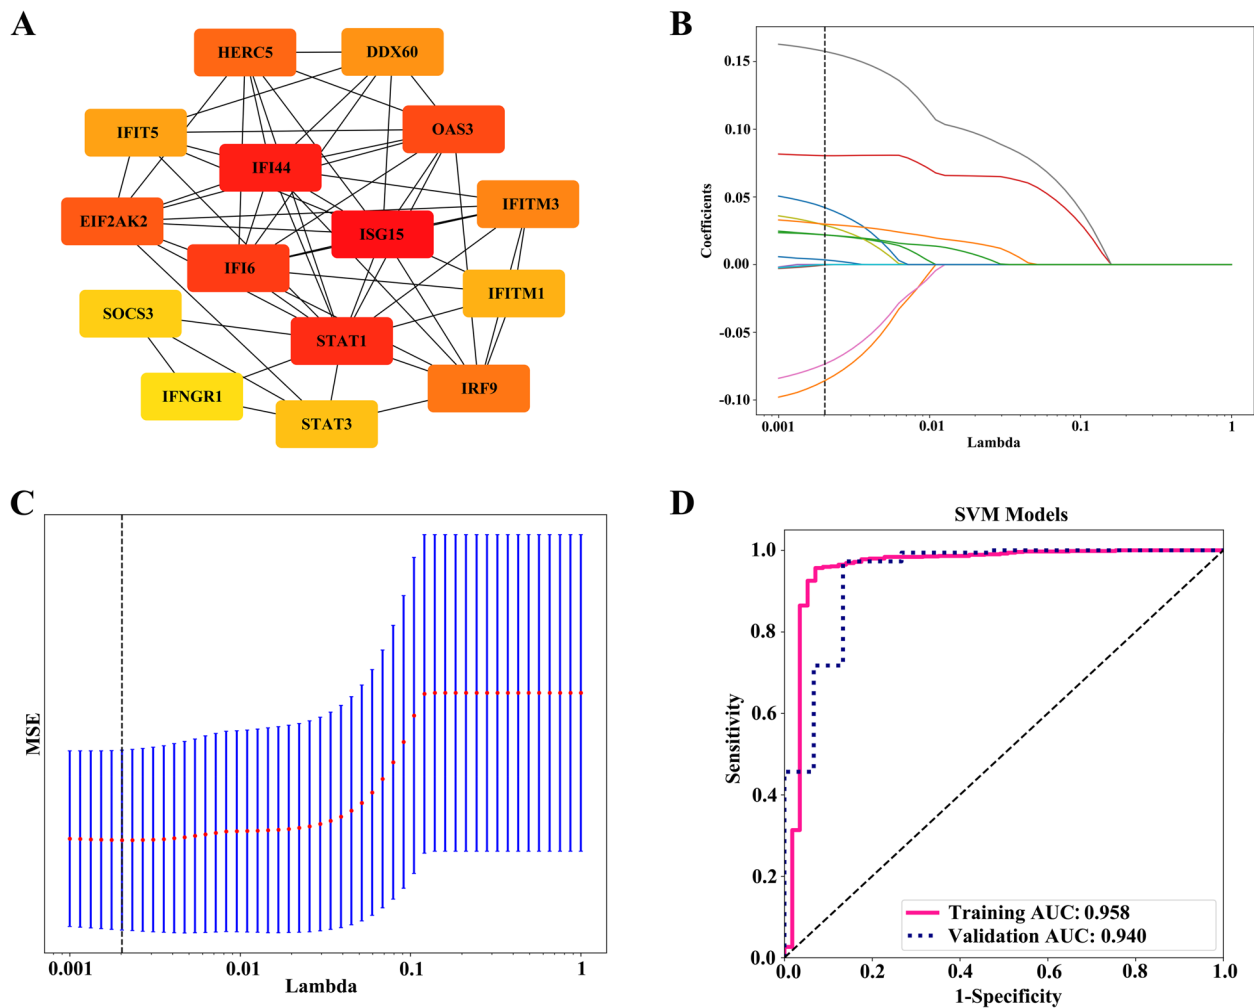 A
HERC5
DDX60
IFIT5
OAS3
IFI44
IFITM3
EIF2AK2
ISG15
IFI6
IFITM1
SOCS3
STAT1
IFNGR1
IRF9
STAT3
B
0.15
0.10
0.05
0.00
-0.05
-0.10
Coefficients
0.001
0.01
0.1
1
Lambda
C
MSE
0.001
0.01
0.1
1
Lambda
D
SVM Models
1.0
0.8
0.6
0.4
0.2
0.0
Sensitivity
Training AUC: 0.958
Validation AUC: 0.940
0.0
0.2
0.4
0.6
0.8
1.0
1-Specificity